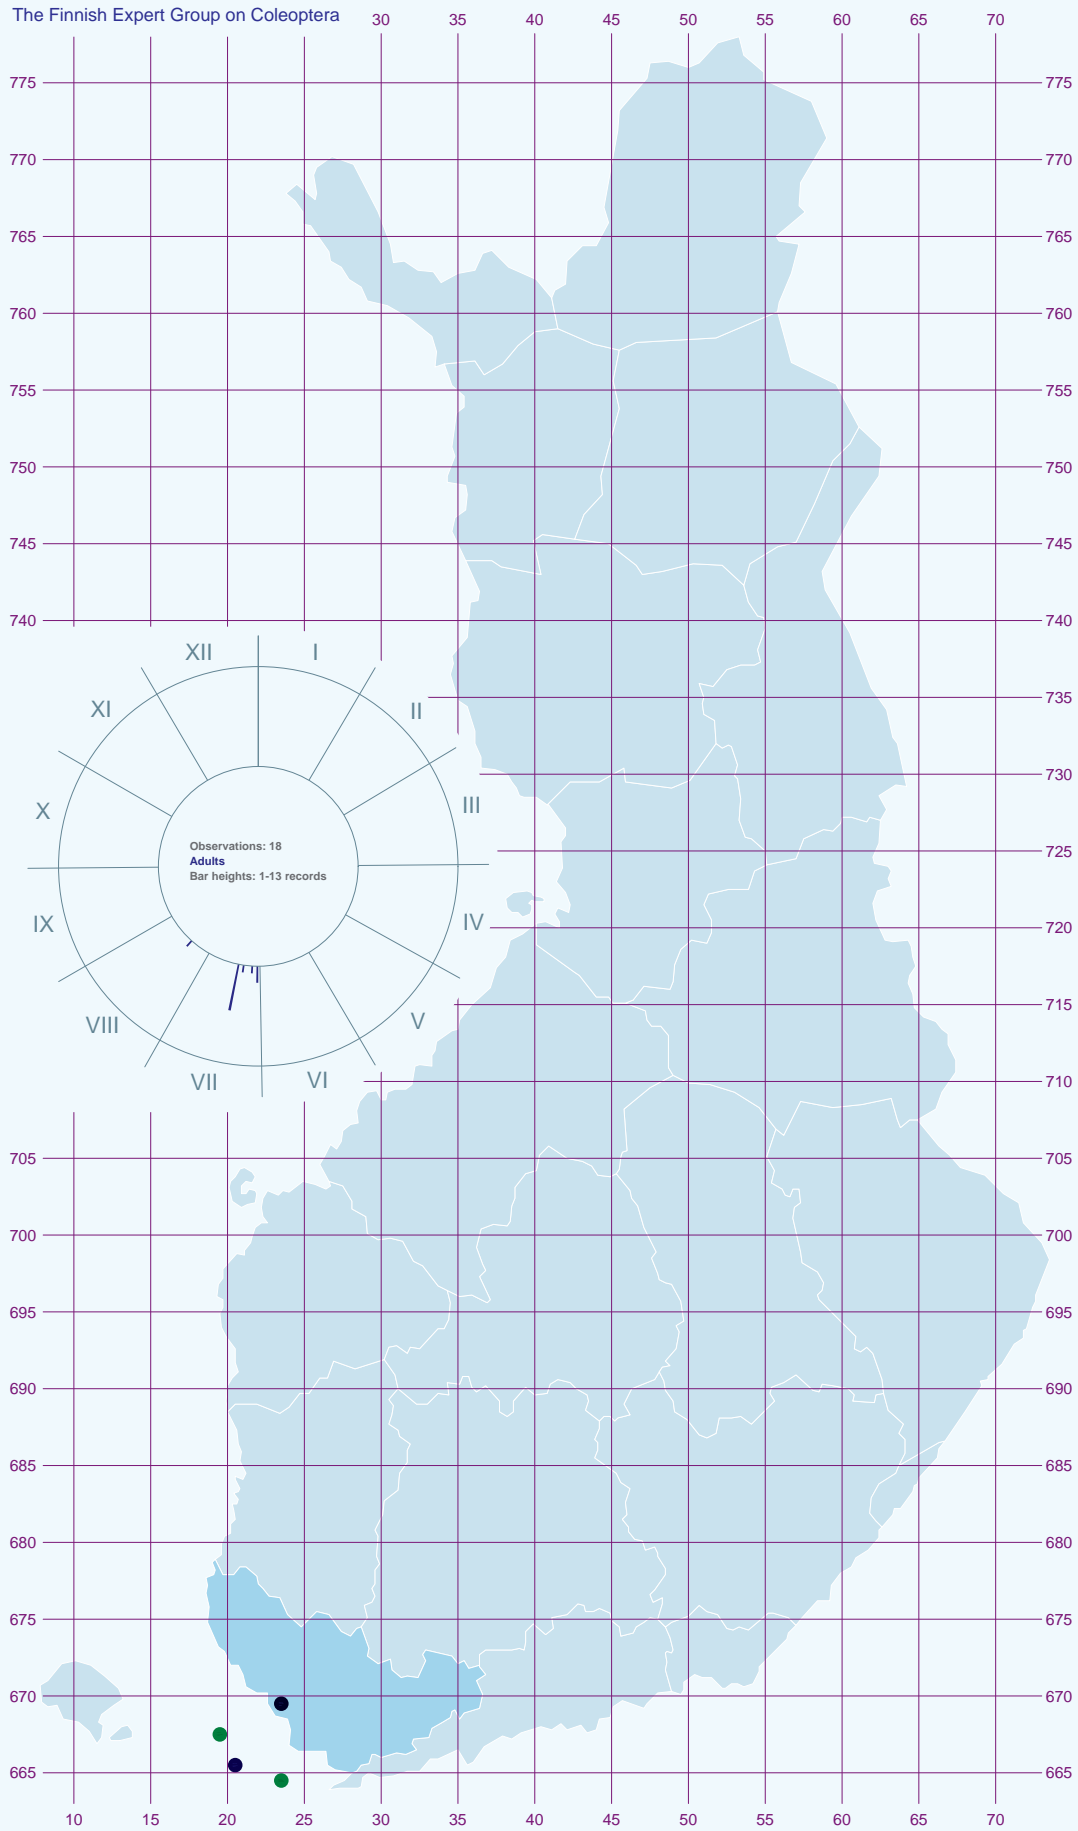 The Finnish Expert Group on Coleoptera
30 35 40 45 50 55 60 65 70
775 775
770 770
765 765
760 760
755 755
750 750
745 745
740 740
XII I
XI II
735
730
X III
Observations: 18
Adults
Bar heights: 1-13 records
725
IX IV
720
VIII V
715
VII VI
710
705 705
700 700
695 695
690 690
685 685
680 680
675 675
670 670
665 665
10 15 20 25 30 35 40 45 50 55 60 65 70